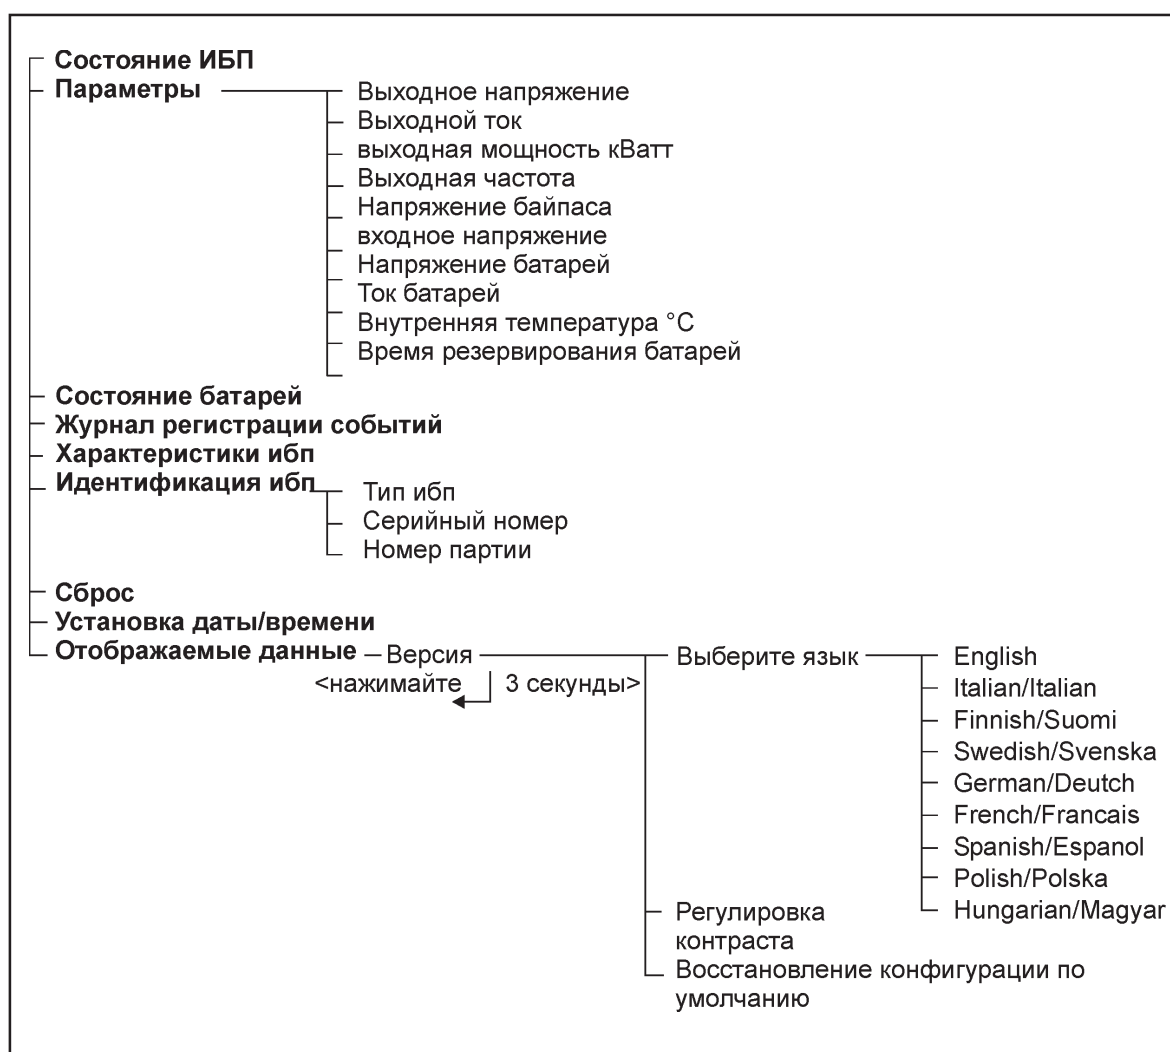 Состояние ИБП
Параметры
Выходное напряжение
Выходной ток
выходная мощность кВатт
Выходная частота
Напряжение байпаса
входное напряжение
Напряжение батарей
Ток батарей
Внутренняя температура °C
Время резервирования батарей
Состояние батарей
Журнал регистрации событий
Характеристики ибп
Идентификация ибп
Тип ибп
Серийный номер
Номер партии
Сброс
Установка даты/времени
Отображаемые данные
Версия
<нажимайте 3 секунды>
Выберите язык
English
Italian/Italian
Finnish/Suomi
Swedish/Svenska
German/Deutch
French/Francais
Spanish/Espanol
Polish/Polska
Hungarian/Magyar
Регулировка
контраста
Восстановление конфигурации по
умолчанию